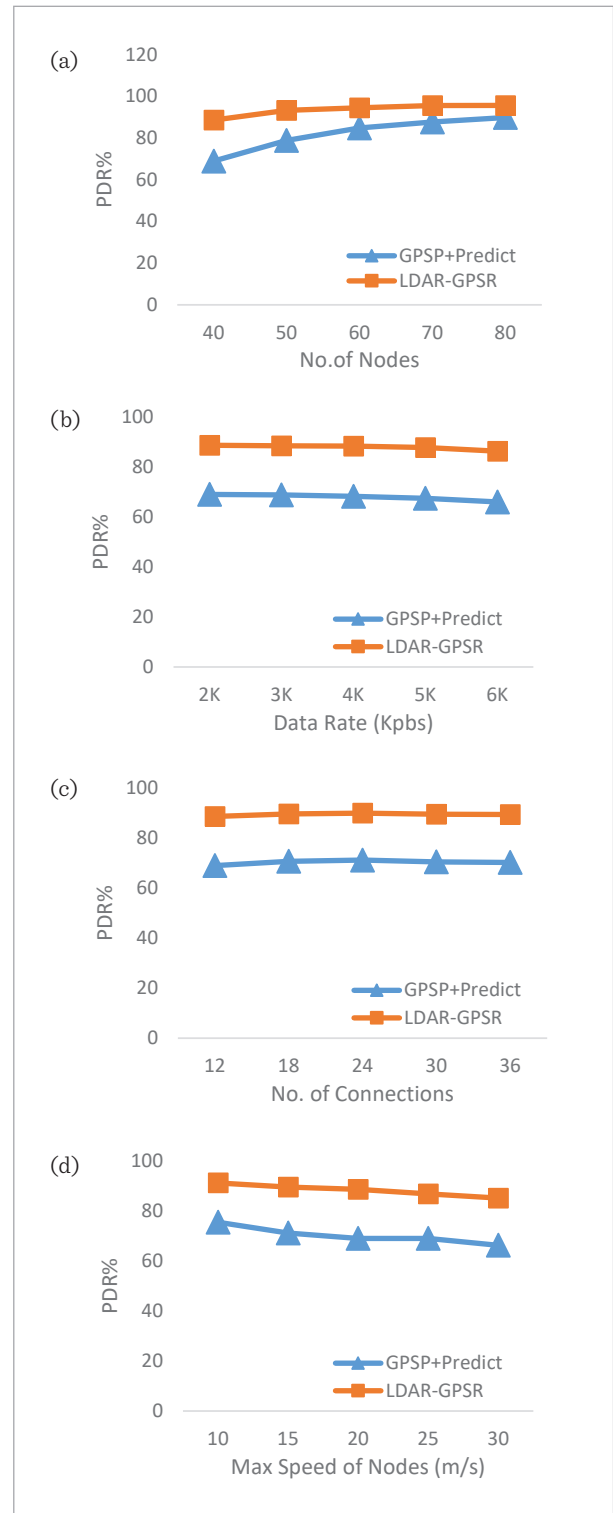 (a)
PDR%
120
100
80
60
40
20
0
GPSP+Predict
LDAR-GPSR
40 50 60 70 80
No.of Nodes
(b)
PDR%
100
80
60
40
20
0
GPSP+Predict
LDAR-GPSR
2K 3K 4K 5K 6K
Data Rate (Kpbs)
(c)
PDR%
100
80
60
40
20
0
GPSP+Predict
LDAR-GPSR
12 18 24 30 36
No. of Connections
(d)
PDR%
100
80
60
40
20
0
GPSP+Predict
LDAR-GPSR
10 15 20 25 30
Max Speed of Nodes (m/s)